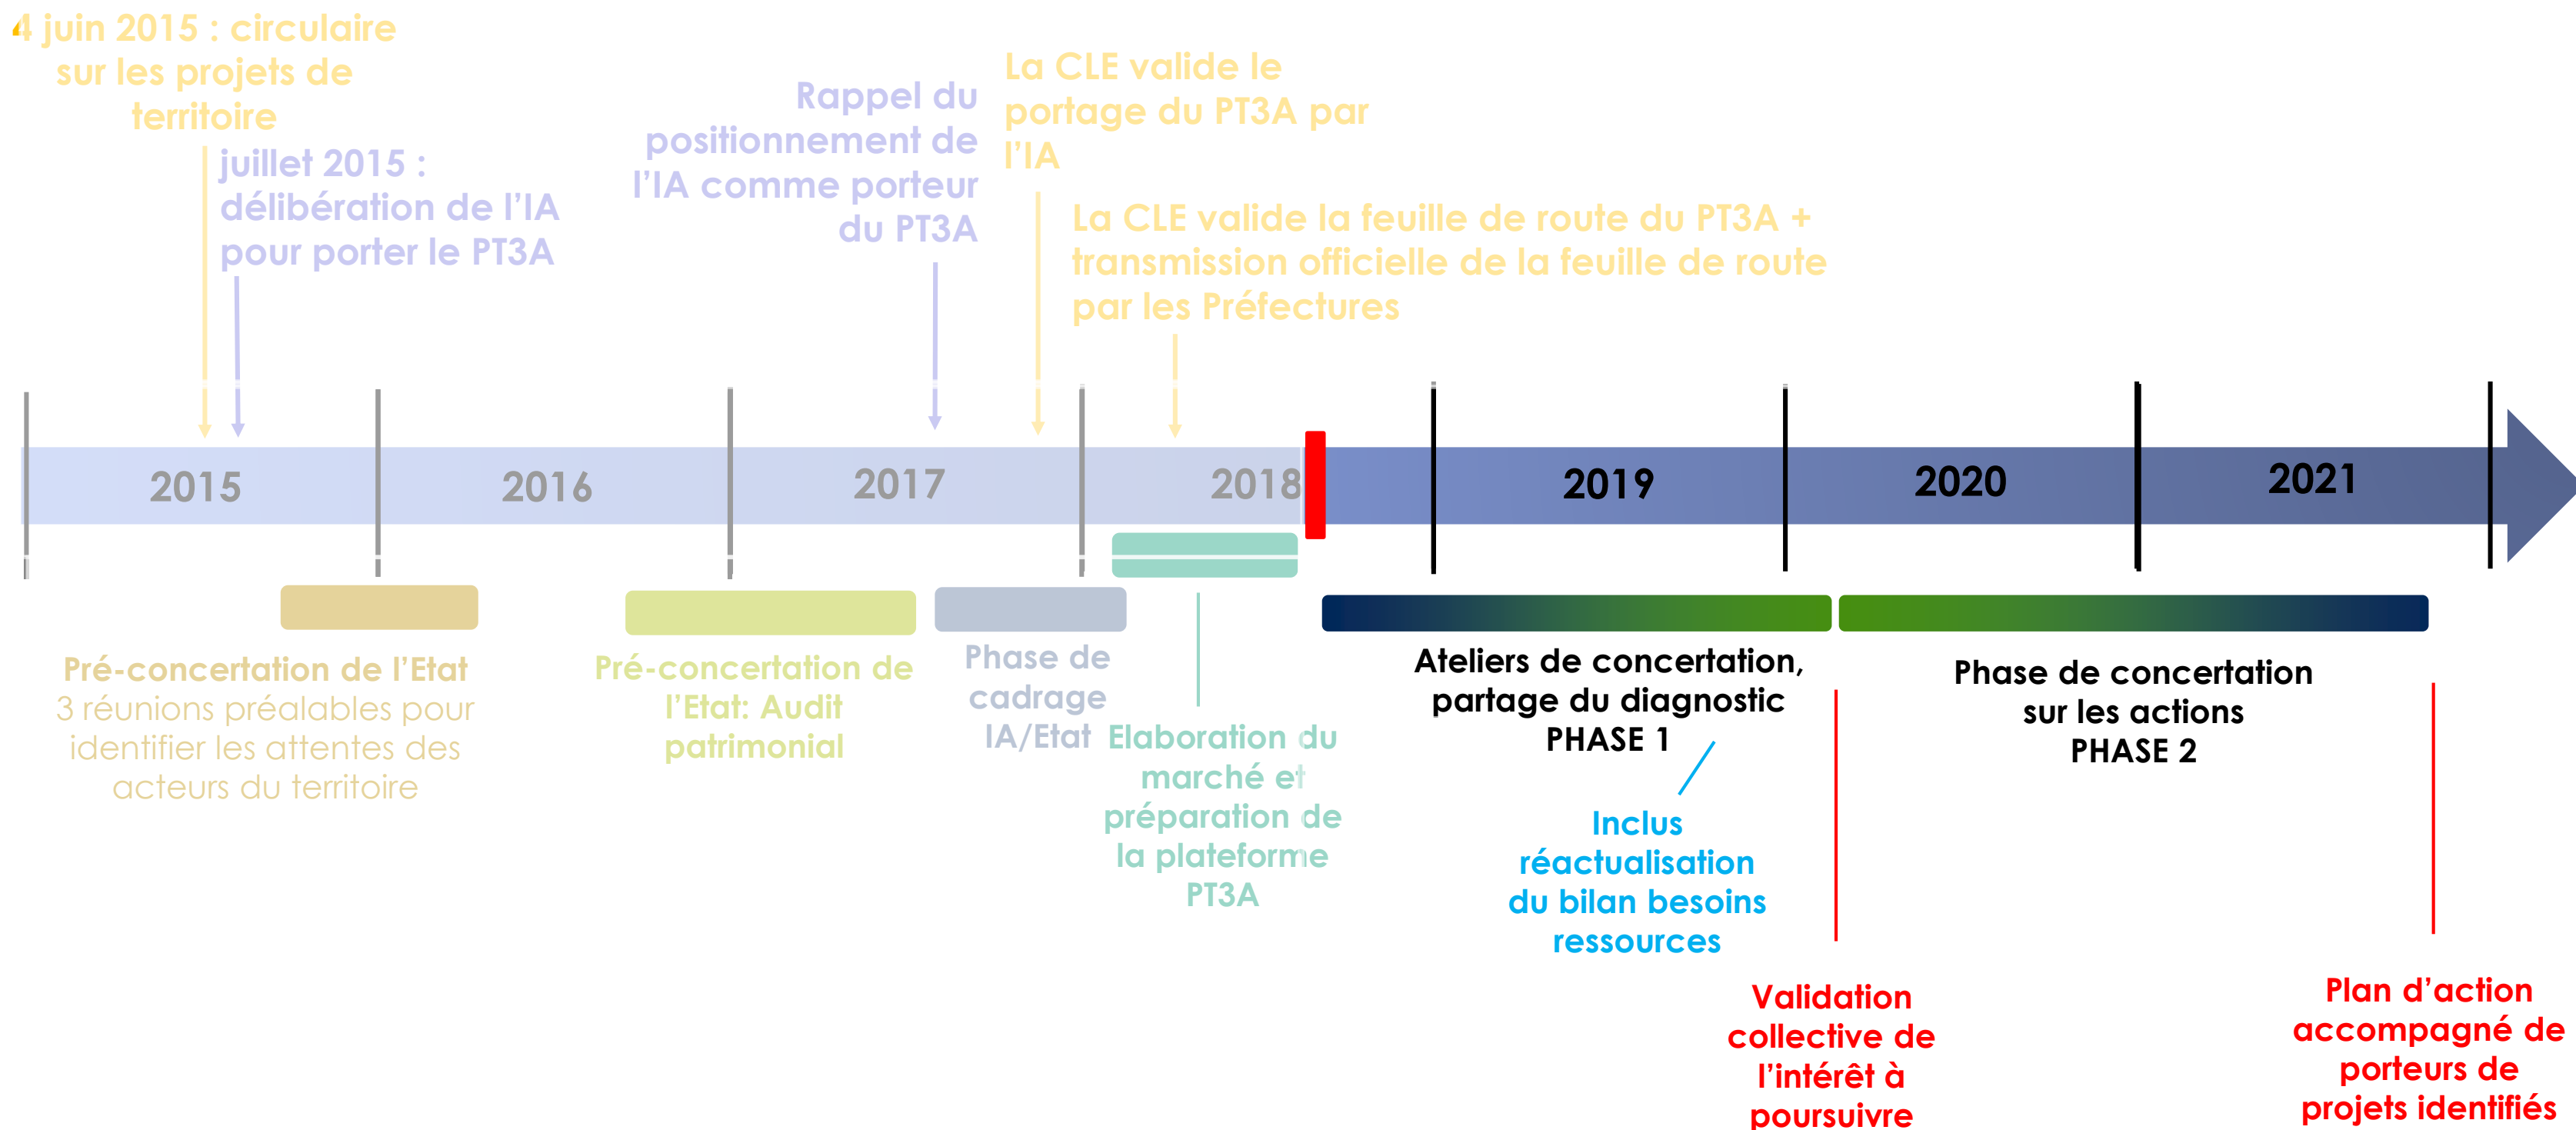 4 juin 2015 : circulaire
sur les projets de
territoire
juillet 2015 :
délibération de l’IA
pour porter le PT3A
Rappel du
positionnement de
l’IA comme porteur
du PT3A
La CLE valide le
portage du PT3A par
l’IA
La CLE valide la feuille de route du PT3A +
transmission officielle de la feuille de route
par les Préfectures
2015
2016
2017
2018
2019
2020
2021
Pré-concertation de l’Etat
3 réunions préalables pour
identifier les attentes des
acteurs du territoire
Pré-concertation de
l’Etat: Audit
patrimonial
Phase de
cadrage
IA/Etat
Elaboration du
marché et
préparation de
la plateforme
PT3A
Ateliers de concertation,
partage du diagnostic
PHASE 1
Inclus
réactualisation
du bilan besoins
ressources
Validation
collective de
l’intérêt à
poursuivre
Phase de concertation
sur les actions
PHASE 2
Plan d’action
accompagné de
porteurs de
projets identifiés